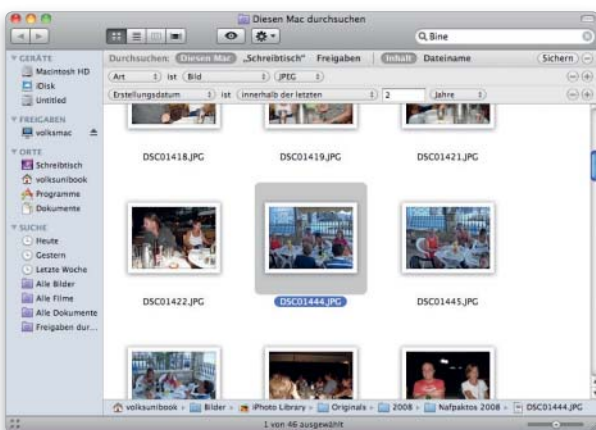 Diesen Mac durchsuchen
Bine
Durchsuchen: Diesen Mac „Schreibtisch“ Freigaben Inhalt Dateiname Sichern
Art ist Bild JPEG
Erstellungsdatum ist innerhalb der letzten 2 Jahre
GERÄTE
Macintosh HD
iDisk
Untitled
FREIGABEN
volksmac
ORTE
Schreibtisch
volksunibook
Programme
Dokumente
SUCHE
Heute
Gestern
Letzte Woche
Alle Bilder
Alle Filme
Alle Dokumente
Freigaben dur...
DSC01418.JPG DSC01419.JPG DSC01421.JPG
DSC01422.JPG DSC01444.JPG DSC01445.JPG
volksunibook Bilder iPhoto Library Originals 2008 Nafpaktos 2008 DSC01444.JPG
1 von 46 ausgewählt